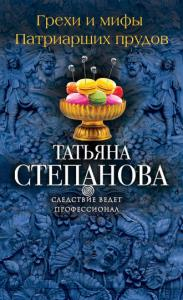 Грехи и мифы
Патриарших прудов
ТАТЬЯНА
СТЕПАНОВА
СЛЕДСТВИЕ ВЕДЕТ
ПРОФЕССИОНАЛ